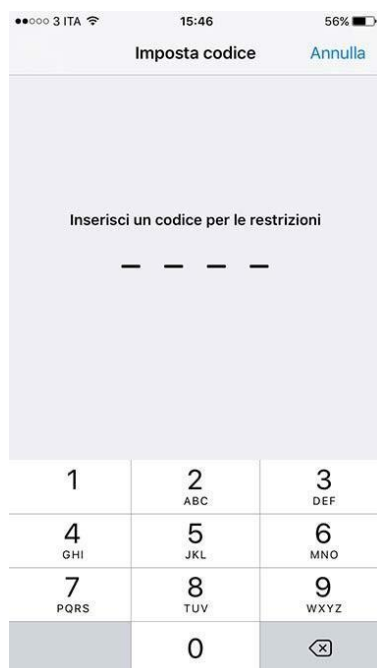 3 ITA 15:46 56%
Imposta codice Annulla
Inserisci un codice per le restrizioni
1 2 3
ABC DEF
4 5 6
GHI JKL MNO
7 8 9
PQRS TUV WXYZ
0